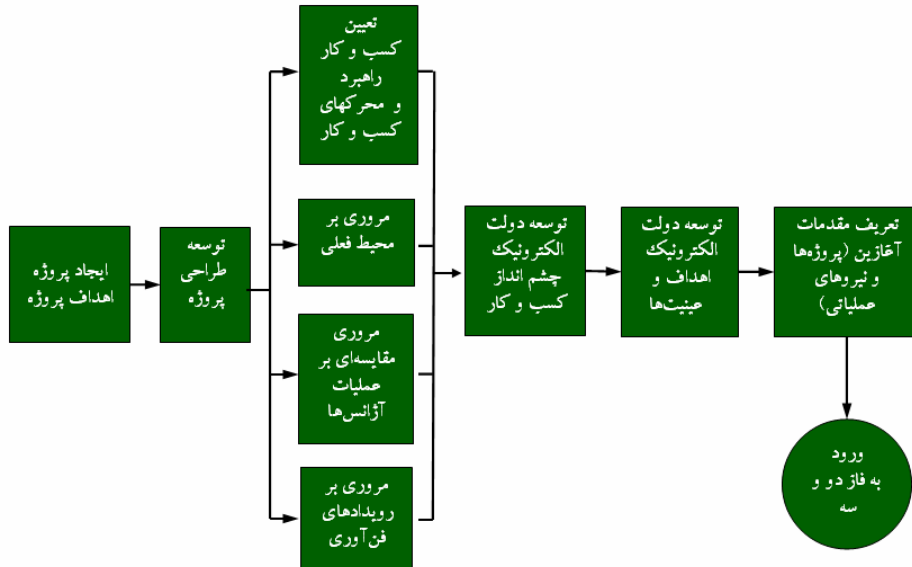 ایجاد پروژه
اهداف پروژه
توسعه
طراحی
پروژه
تعیین
کسب و کار
راهبرد
و محرکهای
کسب و کار
مروری بر
محیط فعلی
مروری
مقایسه‌ای بر
عملیات
آژانس‌ها
مروری بر
رویدادهای
فن‌آوری
توسعه دولت
الکترونیک
چشم انداز
کسب و کار
توسعه دولت
الکترونیک
اهداف و
عینیت‌ها
تعریف مقدمات
آغازین (پروژه‌ها
و نیروهای
عملیاتی)
ورود
به فاز دو و
سه